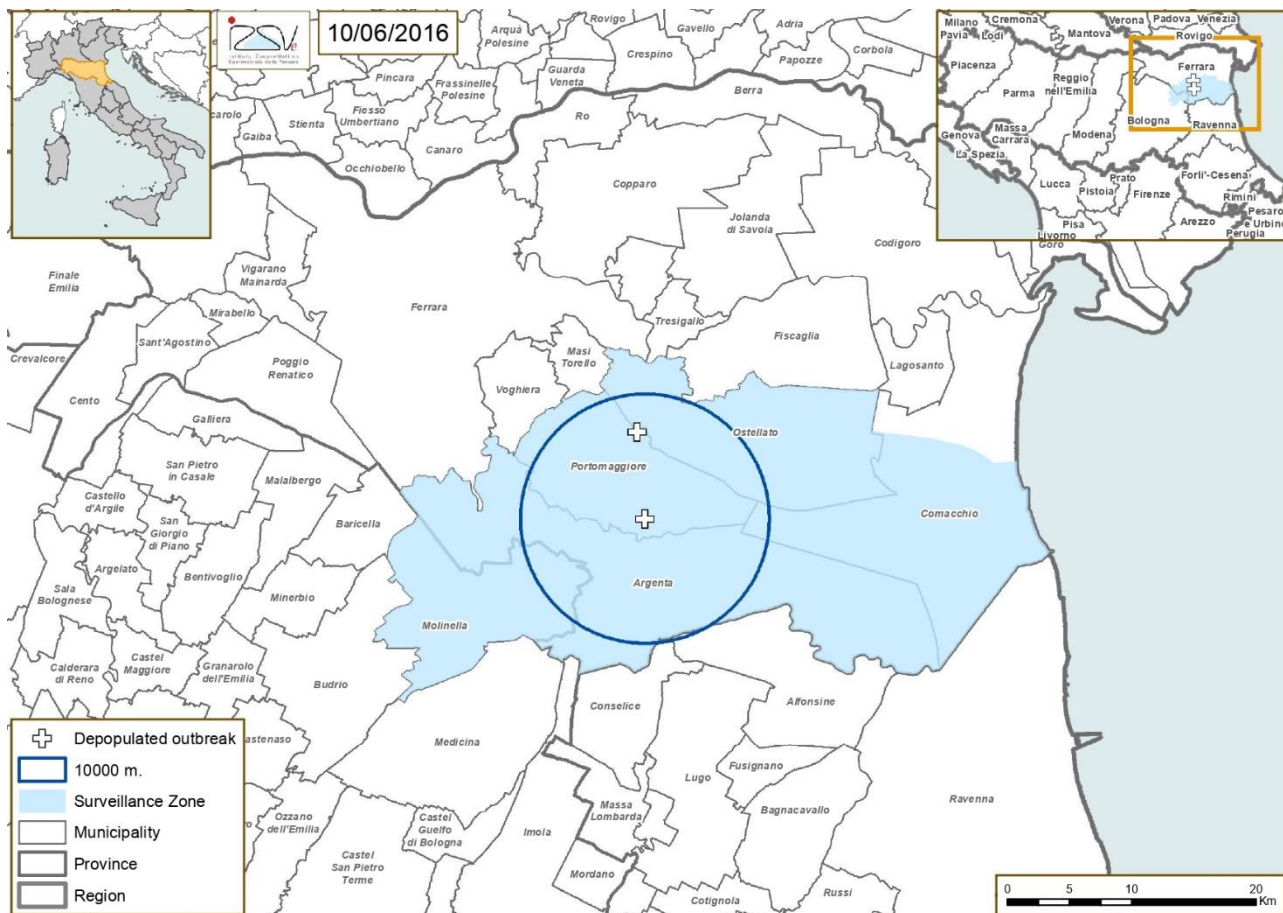 10/06/2016
Istituto Zooprofilattico
Sperimentale delle Venezie
Arquà
Polesine
Rovigo
Gavello
Adria
Crespino
Papozze
Corbola
Pincara
Frassinelle
Polesine
Guarda
Veneta
Fiesso
Umbertiano
Berra
Ro
carolo
Gaiba
Stienta
Canaro
Occhiobello
Copparo
Jolanda
di Savoia
Codigoro
Goro
Milano
Cremona
Verona
Padova
Venezia
Pavia
Lodi
Mantova
Rovigo
Piacenza
Ferrara
Parma
Reggio
nell'Emilia
Bologna
Modena
Ravenna
Genova
Massa
Carrara
La Spezia
Lucca
Prato
Pistoia
Firenze
Forli'-Cesena
Rimini
Pisa
Livorno
Arezzo
Pesaro
e Urbino
Perugia
Finale
Emilia
Vigarano
Mainarda
Mirabello
Ferrara
Tresigallo
Fiscaglia
Sant'Agostino
Masi
Torello
Crevalcore
Poggio
Renatico
Voghiera
Lagosanto
Cento
Galliera
Ostellato
San Pietro
in Casale
Portomaggiore
Malalbergo
Castello
d'Argile
San
Giorgio
di Piano
Baricella
Comacchio
Argelato
Bentivoglio
Argenta
Sala
Bolognese
Minerbio
Molinella
Calderara
di Reno
Castel
Maggiore
Granarolo
dell'Emilia
Budrio
Conselice
Alfonsine
astenaso
Medicina
Lugo
Fusignano
Ozzano
dell'Emilia
Castel
Guelfo
di Bologna
Imola
Massa
Lombarda
Bagnacavallo
Ravenna
Castel
San Pietro
Terme
Mordano
Cotignola
Russi
Depopulated outbreak
10000 m.
Surveillance Zone
Municipality
Province
Region
0 5 10 20
Km